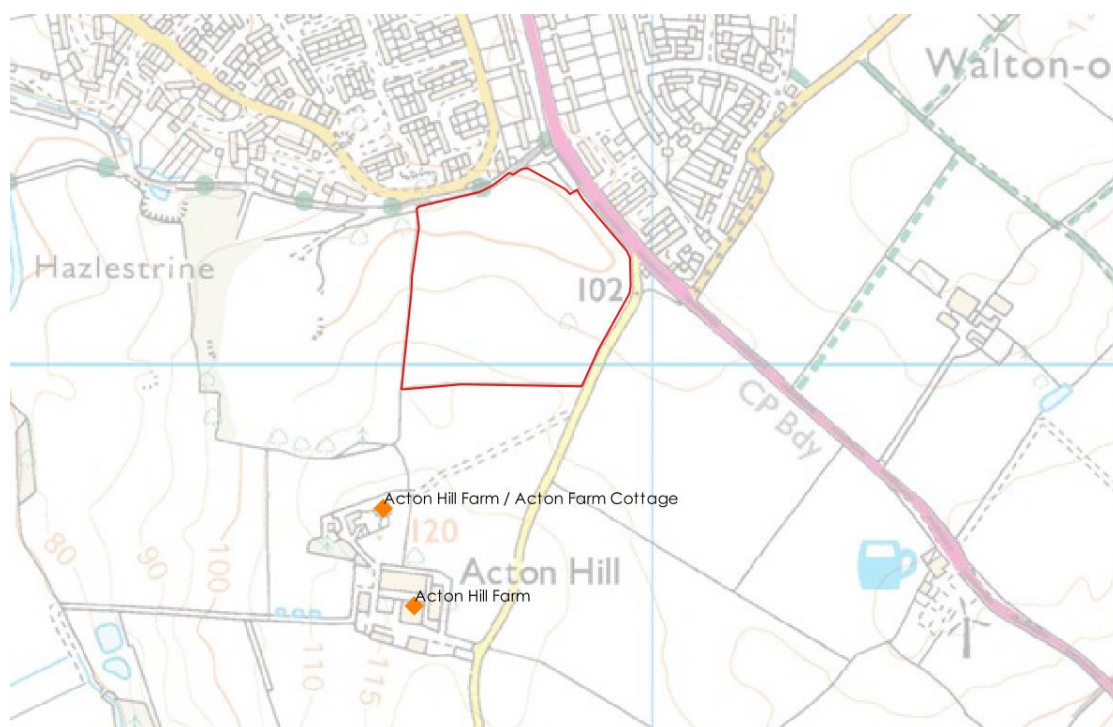 Walton-o
Hazlestrine
102
CP Bdy
Acton Hill Farm / Acton Farm Cottage
120
80
90
100
Acton Hill
Acton Hill Farm
110
115